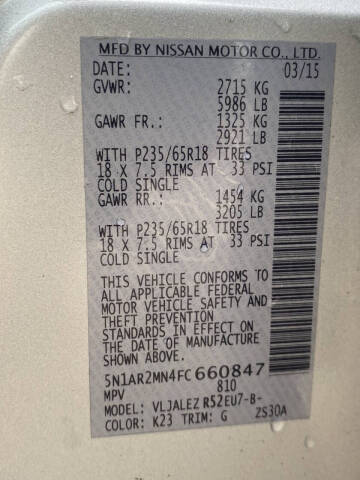 MFD BY NISSAN MOTOR CO., LTD.
DATE: 03/15
GVWR: 2715 KG
5986 LB
GAWR FR.: 1325 KG
2921 LB
WITH P235/65R18 TIRES
18 X 7.5 RIMS AT 33 PSI
COLD SINGLE
GAWR RR.: 1454 KG
3205 LB
WITH P235/65R18 TIRES
18 X 7.5 RIMS AT 33 PSI
COLD SINGLE
THIS VEHICLE CONFORMS TO
ALL APPLICABLE FEDERAL
MOTOR VEHICLE SAFETY AND
THEFT PREVENTION
STANDARDS IN EFFECT ON
THE DATE OF MANUFACTURE
SHOWN ABOVE.
5N1AR2MN4FC660847
MPV 810
MODEL: VLJALEZ R52EU7-B-
COLOR: K23 TRIM: G ZS30A